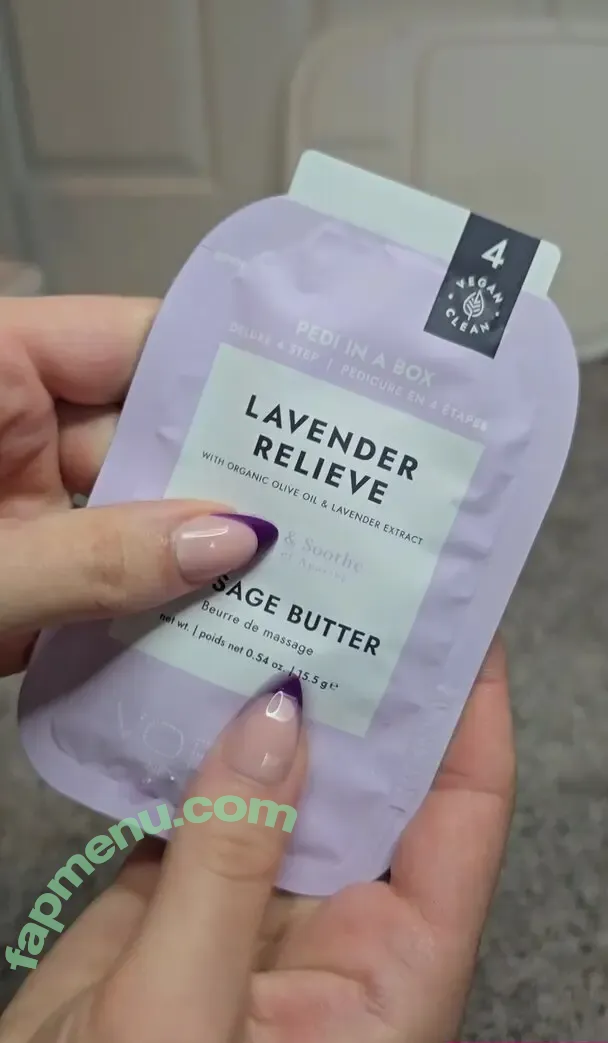 4
VEGAN
CLEAN
PEDI IN A BOX
DELUXE 4 STEP | PEDICURE EN 4 ÉTAPES
LAVENDER
RELIEVE
WITH ORGANIC OLIVE OIL & LAVENDER EXTRACT
& Soothe
SAGE BUTTER
Beurre de massage
net wt. | poids net 0.54 oz. | 15.5 g e
VO
fapmenu.com